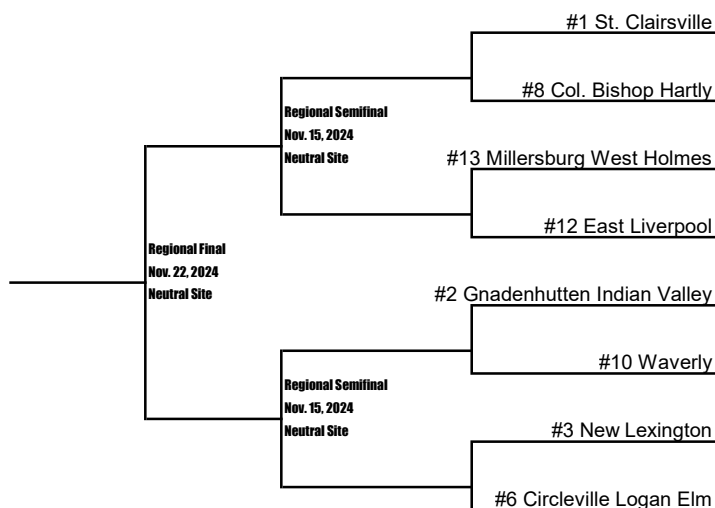 #1 St. Clairsville
#8 Col. Bishop Hartly
Regional Semifinal
Nov. 15, 2024
Neutral Site
#13 Millersburg West Holmes
#12 East Liverpool
Regional Final
Nov. 22, 2024
Neutral Site
#2 Gnadenhutten Indian Valley
#10 Waverly
Regional Semifinal
Nov. 15, 2024
Neutral Site
#3 New Lexington
#6 Circleville Logan Elm